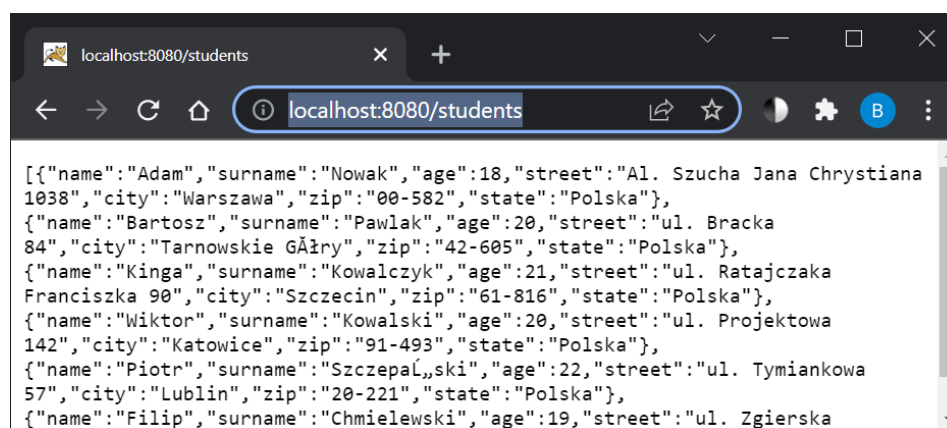 localhost:8080/students
localhost:8080/students
B
[{"name":"Adam","surname":"Nowak","age":18,"street":"Al. Szucha Jana Chrystiana
1038","city":"Warszawa","zip":"00-582","state":"Polska"},
{"name":"Bartosz","surname":"Pawlak","age":20,"street":"ul. Bracka
84","city":"Tarnowskie GĂłry","zip":"42-605","state":"Polska"},
{"name":"Kinga","surname":"Kowalczyk","age":21,"street":"ul. Ratajczaka
Franciszka 90","city":"Szczecin","zip":"61-816","state":"Polska"},
{"name":"Wiktor","surname":"Kowalski","age":20,"street":"ul. Projektowa
142","city":"Katowice","zip":"91-493","state":"Polska"},
{"name":"Piotr","surname":"SzczepaĹ„ski","age":22,"street":"ul. Tymiankowa
57","city":"Lublin","zip":"20-221","state":"Polska"},
{"name":"Filip","surname":"Chmielewski","age":19,"street":"ul. Zgierska